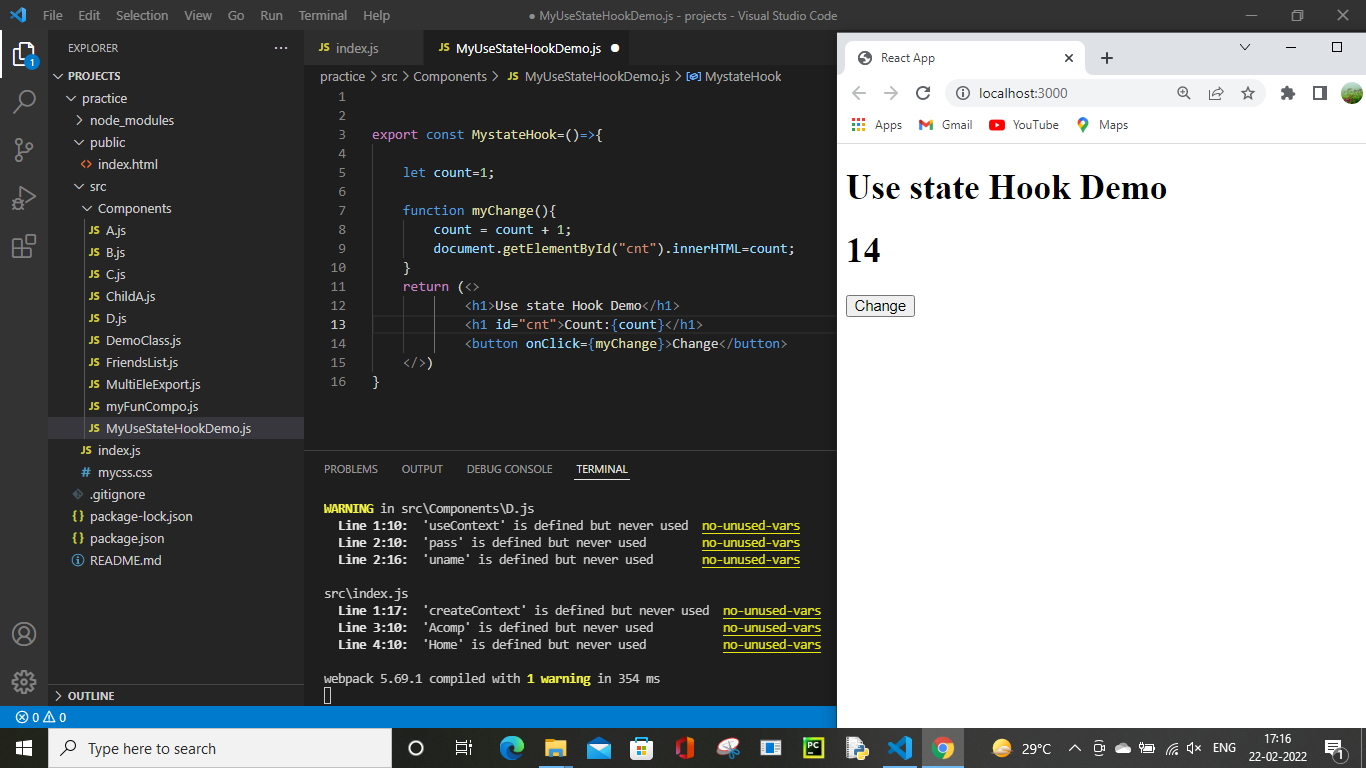 File Edit Selection View Go Run Terminal Help
● MyUseStateHookDemo.js - projects - Visual Studio Code
EXPLORER
PROJECTS
practice
node_modules
public
index.html
src
Components
JS A.js
JS B.js
JS C.js
JS ChildA.js
JS D.js
JS DemoClass.js
JS FriendsList.js
JS MultiEleExport.js
JS myFunCompo.js
JS MyUseStateHookDemo.js
JS index.js
# mycss.css
.gitignore
{} package-lock.json
{} package.json
README.md
OUTLINE
1
JS index.js
JS MyUseStateHookDemo.js ●
practice > src > Components > JS MyUseStateHookDemo.js > MystateHook
1
2
3 export const MystateHook=()=>{
4
5 let count=1;
6
7 function myChange(){
8 count = count + 1;
9 document.getElementById("cnt").innerHTML=count;
10 }
11 return (<>
12 <h1>Use state Hook Demo</h1>
13 <h1 id="cnt">Count:{count}</h1>
14 <button onClick={myChange}>Change</button>
15 </>)
16 }
PROBLEMS OUTPUT DEBUG CONSOLE TERMINAL
WARNING in src\Components\D.js
Line 1:10: 'useContext' is defined but never used no-unused-vars
Line 2:10: 'pass' is defined but never used no-unused-vars
Line 2:16: 'uname' is defined but never used no-unused-vars
src\index.js
Line 1:17: 'createContext' is defined but never used no-unused-vars
Line 3:10: 'Acomp' is defined but never used no-unused-vars
Line 4:10: 'Home' is defined but never used no-unused-vars
webpack 5.69.1 compiled with 1 warning in 354 ms
0 0
React App
localhost:3000
Apps Gmail YouTube Maps
Use state Hook Demo
14
Change
Type here to search
PC
29°C
ENG
17:16
22-02-2022
1